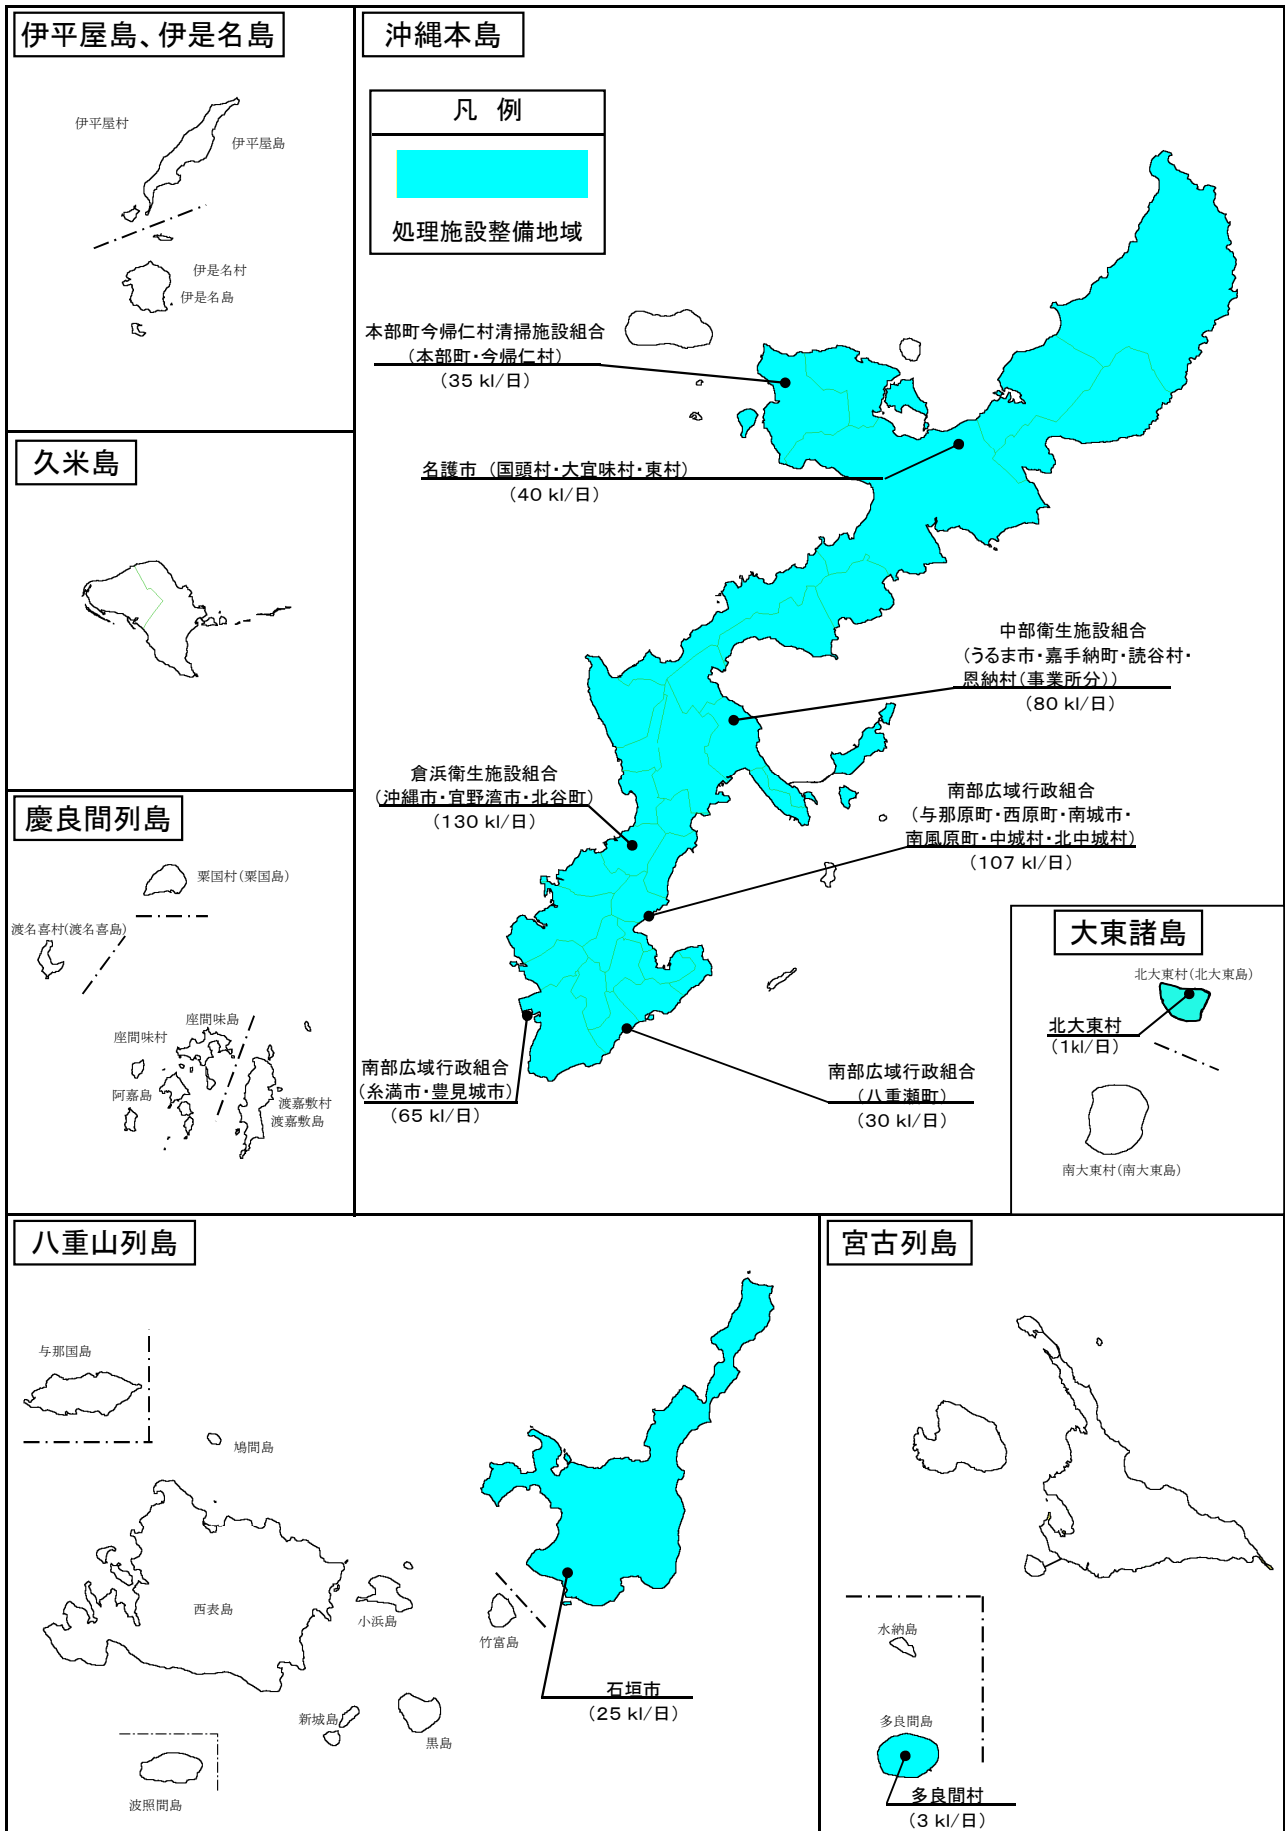 伊平屋島、伊是名島
伊平屋村
伊平屋島
伊是名村
伊是名島
久米島
慶良間列島
粟国村(粟国島)
渡名喜村(渡名喜島)
座間味島
座間味村
阿嘉島
渡嘉敷村
渡嘉敷島
沖縄本島
凡 例
処理施設整備地域
本部町今帰仁村清掃施設組合
(本部町・今帰仁村)
(35 kl/日)
名護市 (国頭村・大宜味村・東村)
(40 kl/日)
中部衛生施設組合
(うるま市・嘉手納町・読谷村・
恩納村(事業所分))
(80 kl/日)
倉浜衛生施設組合
(沖縄市・宜野湾市・北谷町)
(130 kl/日)
南部広域行政組合
(与那原町・西原町・南城市・
南風原町・中城村・北中城村)
(107 kl/日)
南部広域行政組合
(糸満市・豊見城市)
(65 kl/日)
南部広域行政組合
(八重瀬町)
(30 kl/日)
大東諸島
北大東村(北大東島)
北大東村
(1kl/日)
南大東村(南大東島)
八重山列島
与那国島
鳩間島
西表島
小浜島
竹富島
新城島
黒島
波照間島
石垣市
(25 kl/日)
宮古列島
水納島
多良間島
多良間村
(3 kl/日)